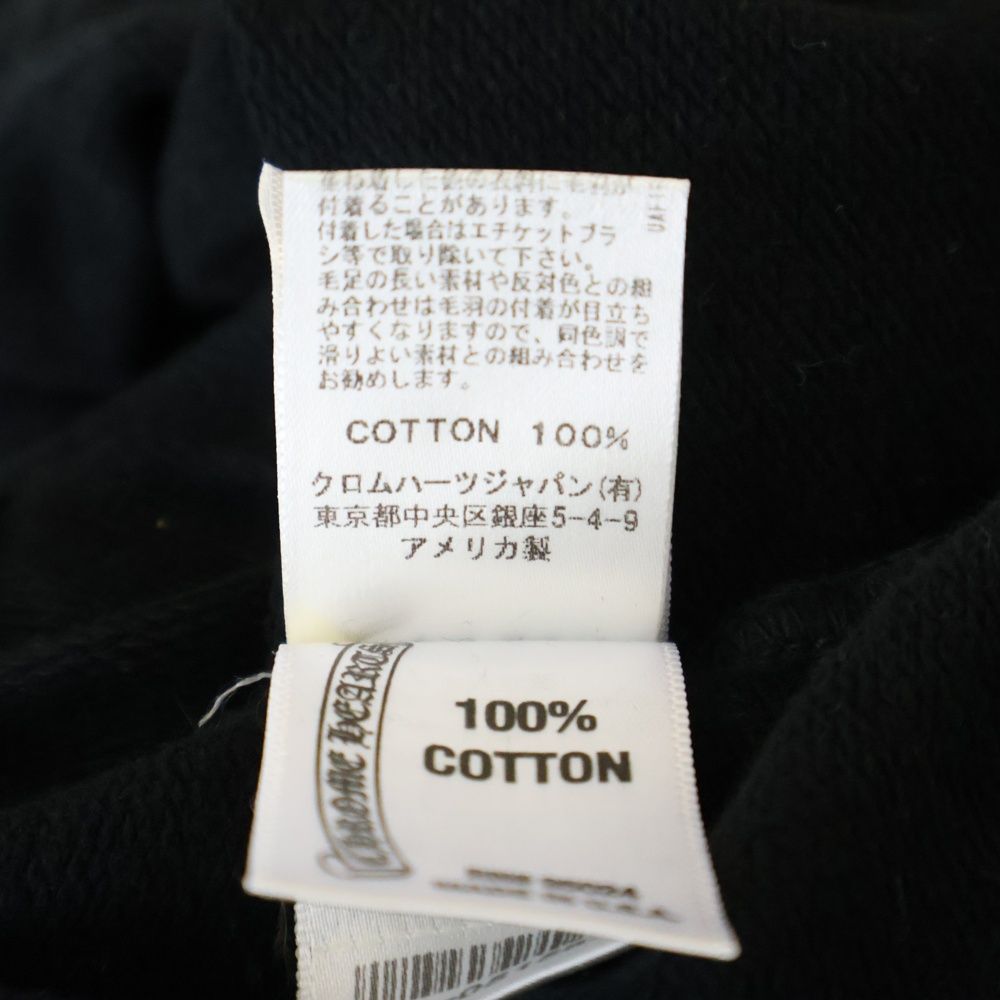 付着ることがあります。
付着した場合はエチケットブラ
シ等で取り除いて下さい。
毛足の長い素材や反対色との組
み合わせは毛羽の付着が目立ち
やすくなりますので、同色調で
滑りよい素材との組み合わせを
お勧めします。
COTTON 100%
クロムハーツジャパン(有)
東京都中央区銀座5-4-9
アメリカ製
CHROME HEARTS
100%
COTTON
MADE IN U.S.A.